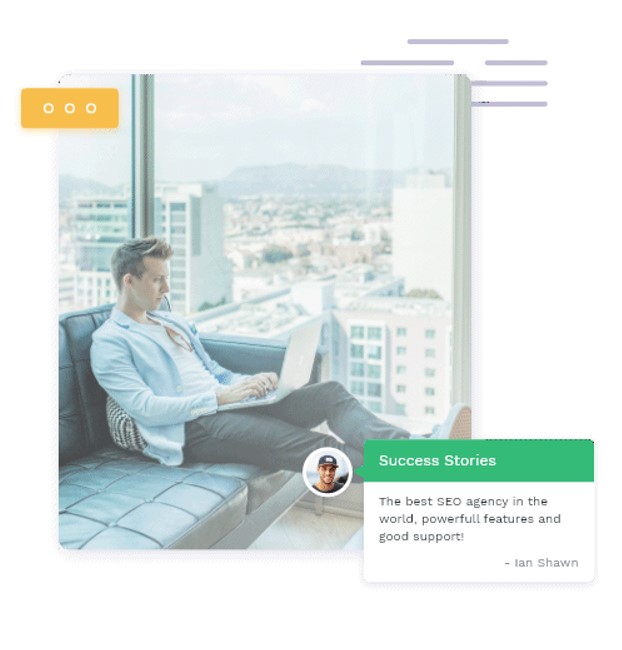 Success Stories
The best SEO agency in the
world, powerfull features and
good support!
- Ian Shawn